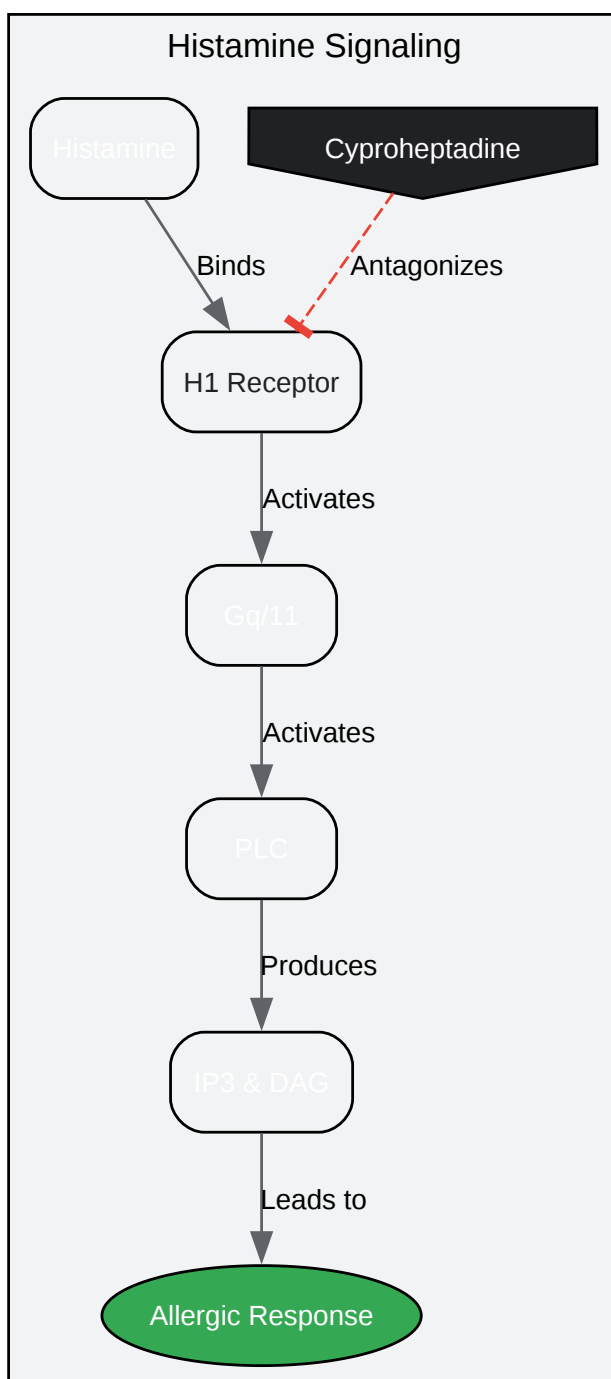 Histamine Signaling
Histamine
Cyproheptadine
Binds
Antagonizes
H1 Receptor
Activates
Gq/11
Activates
PLC
Produces
IP3 & DAG
Leads to
Allergic Response